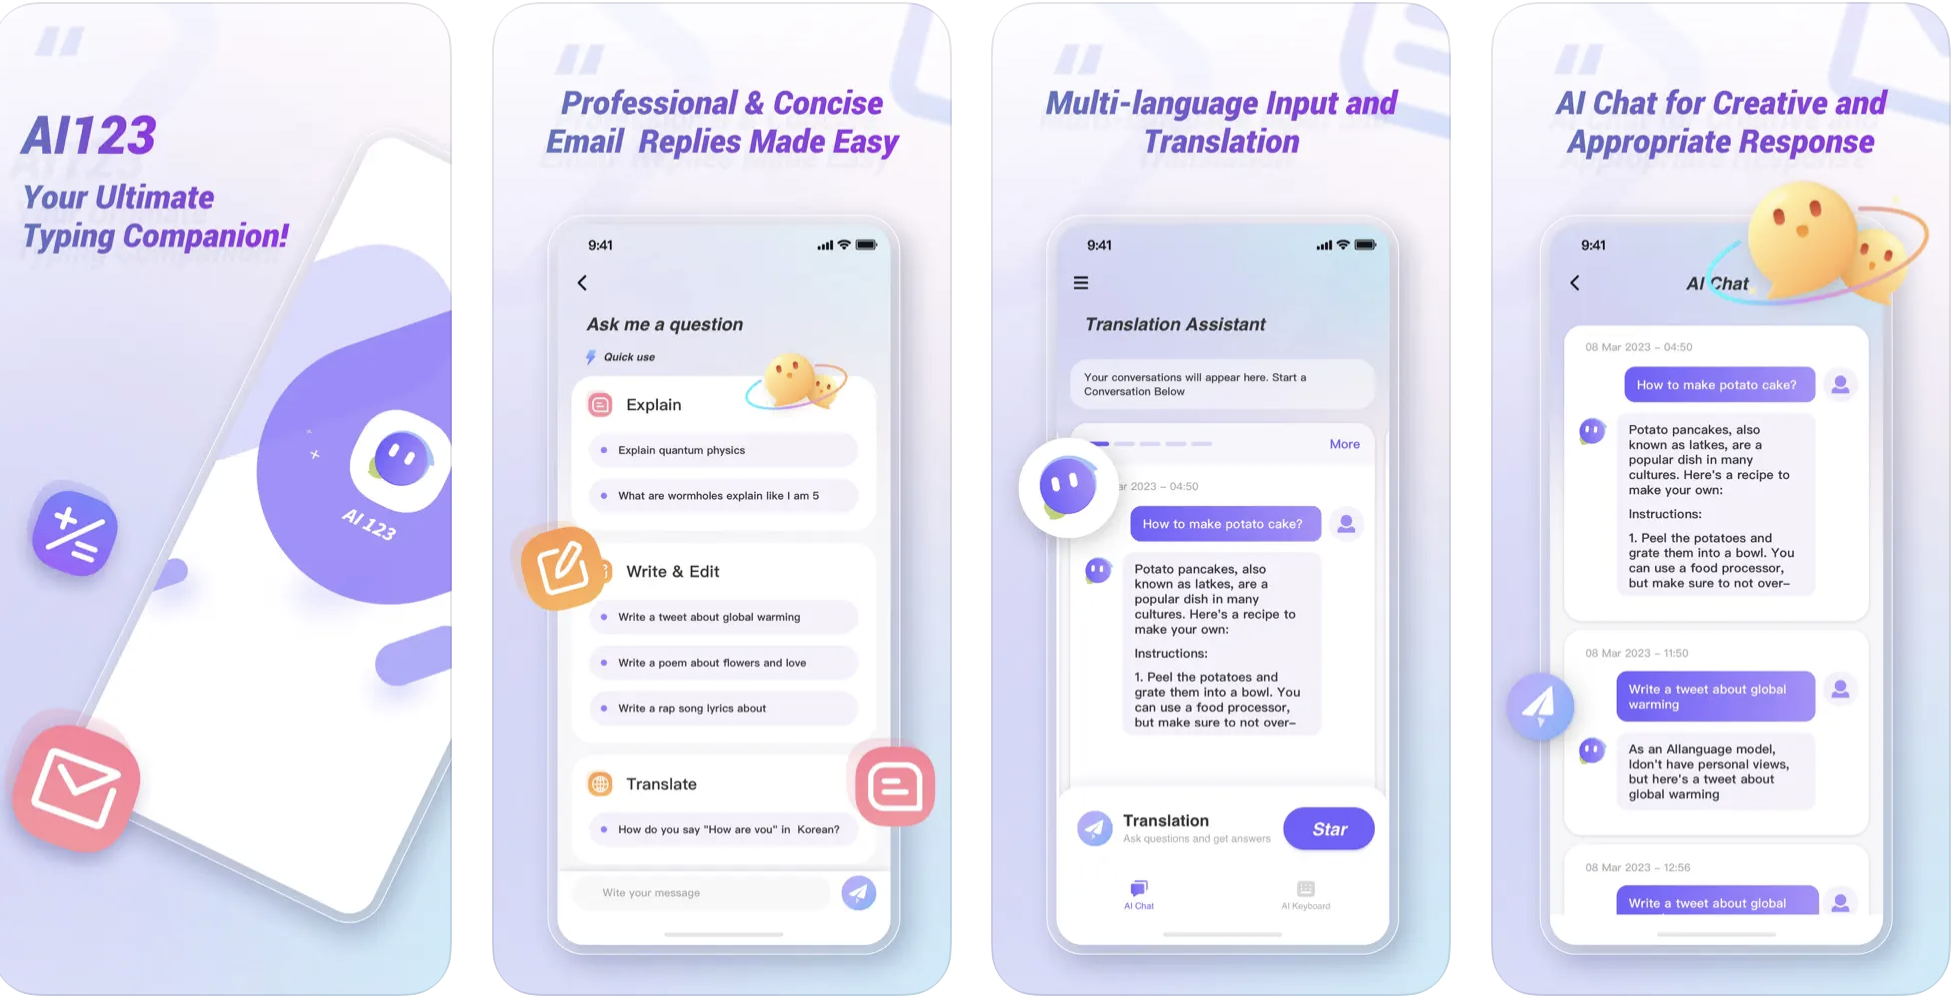 AI123
Your Ultimate
Typing Companion!
AI 123
Professional & Concise
Email Replies Made Easy
9:41
Ask me a question
Quick use
Explain
Explain quantum physics
What are wormholes explain like I am 5
Write & Edit
Write a tweet about global warming
Write a poem about flowers and love
Write a rap song lyrics about
Translate
How do you say "How are you" in Korean?
Wite your message
Multi-language Input and
Translation
9:41
Translation Assistant
Your conversations will appear here. Start a
Conversation Below
More
ar 2023 – 04:50
How to make potato cake?
Potato pancakes, also
known as latkes, are a
popular dish in many
cultures. Here's a recipe to
make your own:
Instructions:
1. Peel the potatoes and
grate them into a bowl. You
can use a food processor,
but make sure to not over–
Translation
Ask questions and get answers
Star
AI Chat
AI Keyboard
AI Chat for Creative and
Appropriate Response
9:41
AI Chat
08 Mar 2023 – 04:50
How to make potato cake?
Potato pancakes, also
known as latkes, are a
popular dish in many
cultures. Here's a recipe to
make your own:
Instructions:
1. Peel the potatoes and
grate them into a bowl. You
can use a food processor,
but make sure to not over–
08 Mar 2023 – 11:50
Write a tweet about global
warming
As an Allanguage model,
Idon't have personal views,
but here's a tweet about
global warming
08 Mar 2023 – 12:56
Write a tweet about global